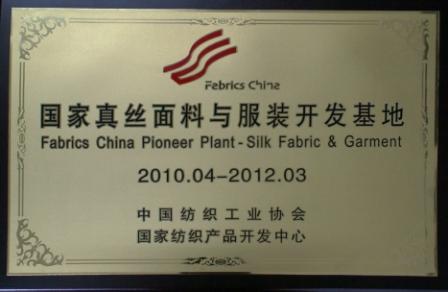 Febrics China
国家真丝面料与服装开发基地
Fabrics China Pioneer Plant - Silk Fabric & Garment
2010.04-2012.03
中国纺织工业协会
国家纺织产品开发中心